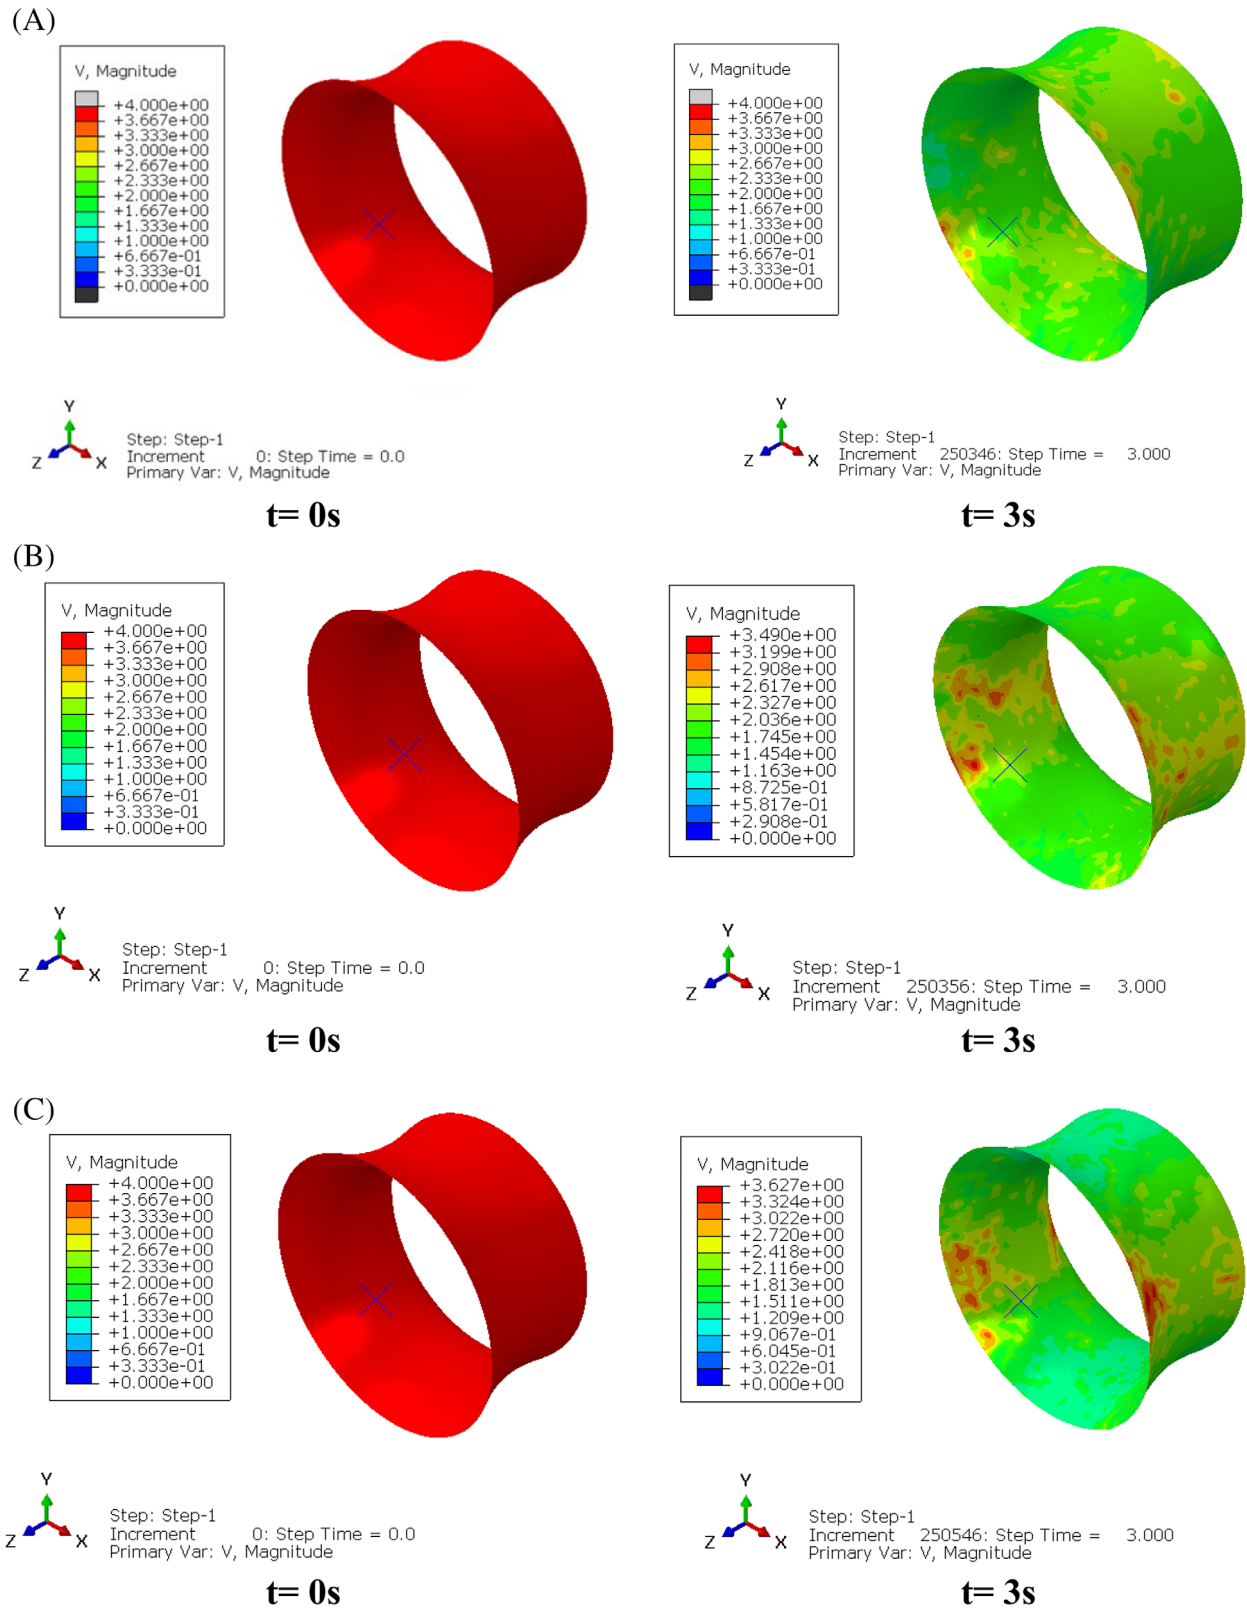 (A)
V, Magnitude
+4.000e+00
+3.667e+00
+3.333e+00
+3.000e+00
+2.667e+00
+2.333e+00
+2.000e+00
+1.667e+00
+1.333e+00
+1.000e+00
+6.667e-01
+3.333e-01
+0.000e+00
Y
Z
X
Step: Step-1
Increment 0: Step Time = 0.0
Primary Var: V, Magnitude
t= 0s
V, Magnitude
+4.000e+00
+3.667e+00
+3.333e+00
+3.000e+00
+2.667e+00
+2.333e+00
+2.000e+00
+1.667e+00
+1.333e+00
+1.000e+00
+6.667e-01
+3.333e-01
+0.000e+00
Y
Z
X
Step: Step-1
Increment 250346: Step Time = 3.000
Primary Var: V, Magnitude
t= 3s
(B)
V, Magnitude
+4.000e+00
+3.667e+00
+3.333e+00
+3.000e+00
+2.667e+00
+2.333e+00
+2.000e+00
+1.667e+00
+1.333e+00
+1.000e+00
+6.667e-01
+3.333e-01
+0.000e+00
Y
Z
X
Step: Step-1
Increment 0: Step Time = 0.0
Primary Var: V, Magnitude
t= 0s
V, Magnitude
+3.490e+00
+3.199e+00
+2.908e+00
+2.617e+00
+2.327e+00
+2.036e+00
+1.745e+00
+1.454e+00
+1.163e+00
+8.725e-01
+5.817e-01
+2.908e-01
+0.000e+00
Y
Z
X
Step: Step-1
Increment 250356: Step Time = 3.000
Primary Var: V, Magnitude
t= 3s
(C)
V, Magnitude
+4.000e+00
+3.667e+00
+3.333e+00
+3.000e+00
+2.667e+00
+2.333e+00
+2.000e+00
+1.667e+00
+1.333e+00
+1.000e+00
+6.667e-01
+3.333e-01
+0.000e+00
Y
Z
X
Step: Step-1
Increment 0: Step Time = 0.0
Primary Var: V, Magnitude
t= 0s
V, Magnitude
+3.627e+00
+3.324e+00
+3.022e+00
+2.720e+00
+2.418e+00
+2.116e+00
+1.813e+00
+1.511e+00
+1.209e+00
+9.067e-01
+6.045e-01
+3.022e-01
+0.000e+00
Y
Z
X
Step: Step-1
Increment 250546: Step Time = 3.000
Primary Var: V, Magnitude
t= 3s